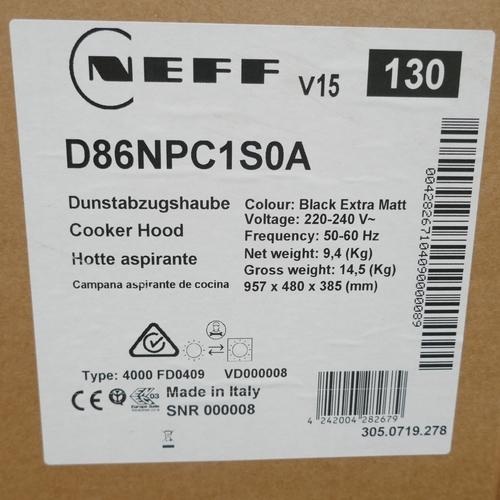 NEFF V15 130
D86NPC1S0A
Dunstabzugshaube
Cooker Hood
Hotte aspirante
Campana aspirante de cocina
Colour: Black Extra Matt
Voltage: 220-240 V~
Frequency: 50-60 Hz
Net weight: 9,4 (Kg)
Gross weight: 14,5 (Kg)
957 x 480 x 385 (mm)
Type: 4000 FD0409 VD000008
CE
03
Made in Italy
SNR 000008
4 242004 282679
305.0719.278